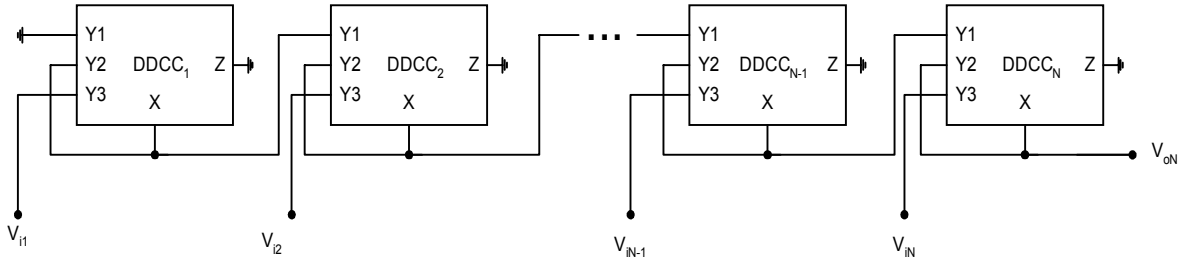 Y1 Y1 Y1 Y1
Y2 DDCC1 Z Y2 DDCC2 Z ... Y2 DDCCN-1 Z Y2 DDCCN Z
Y3 X Y3 X Y3 X Y3 X
VoN
Vi1 Vi2 ViN-1 ViN